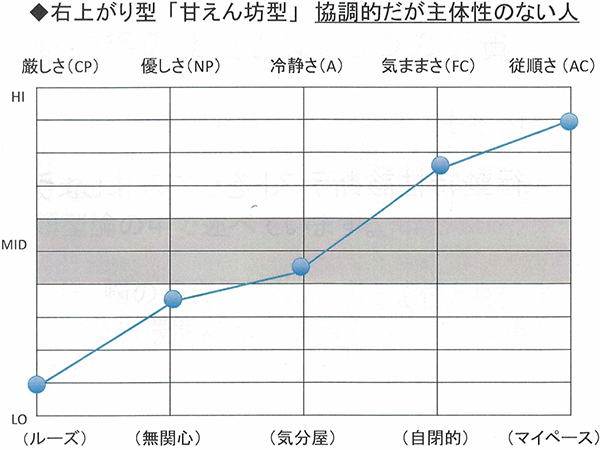 ◆右上がり型「甘えん坊型」 協調的だが主体性のない人
厳しさ(CP) 優しさ(NP) 冷静さ(A) 気ままさ(FC) 従順さ(AC)
HI
MID
LO
(ルーズ) (無関心) (気分屋) (自閉的) (マイペース)